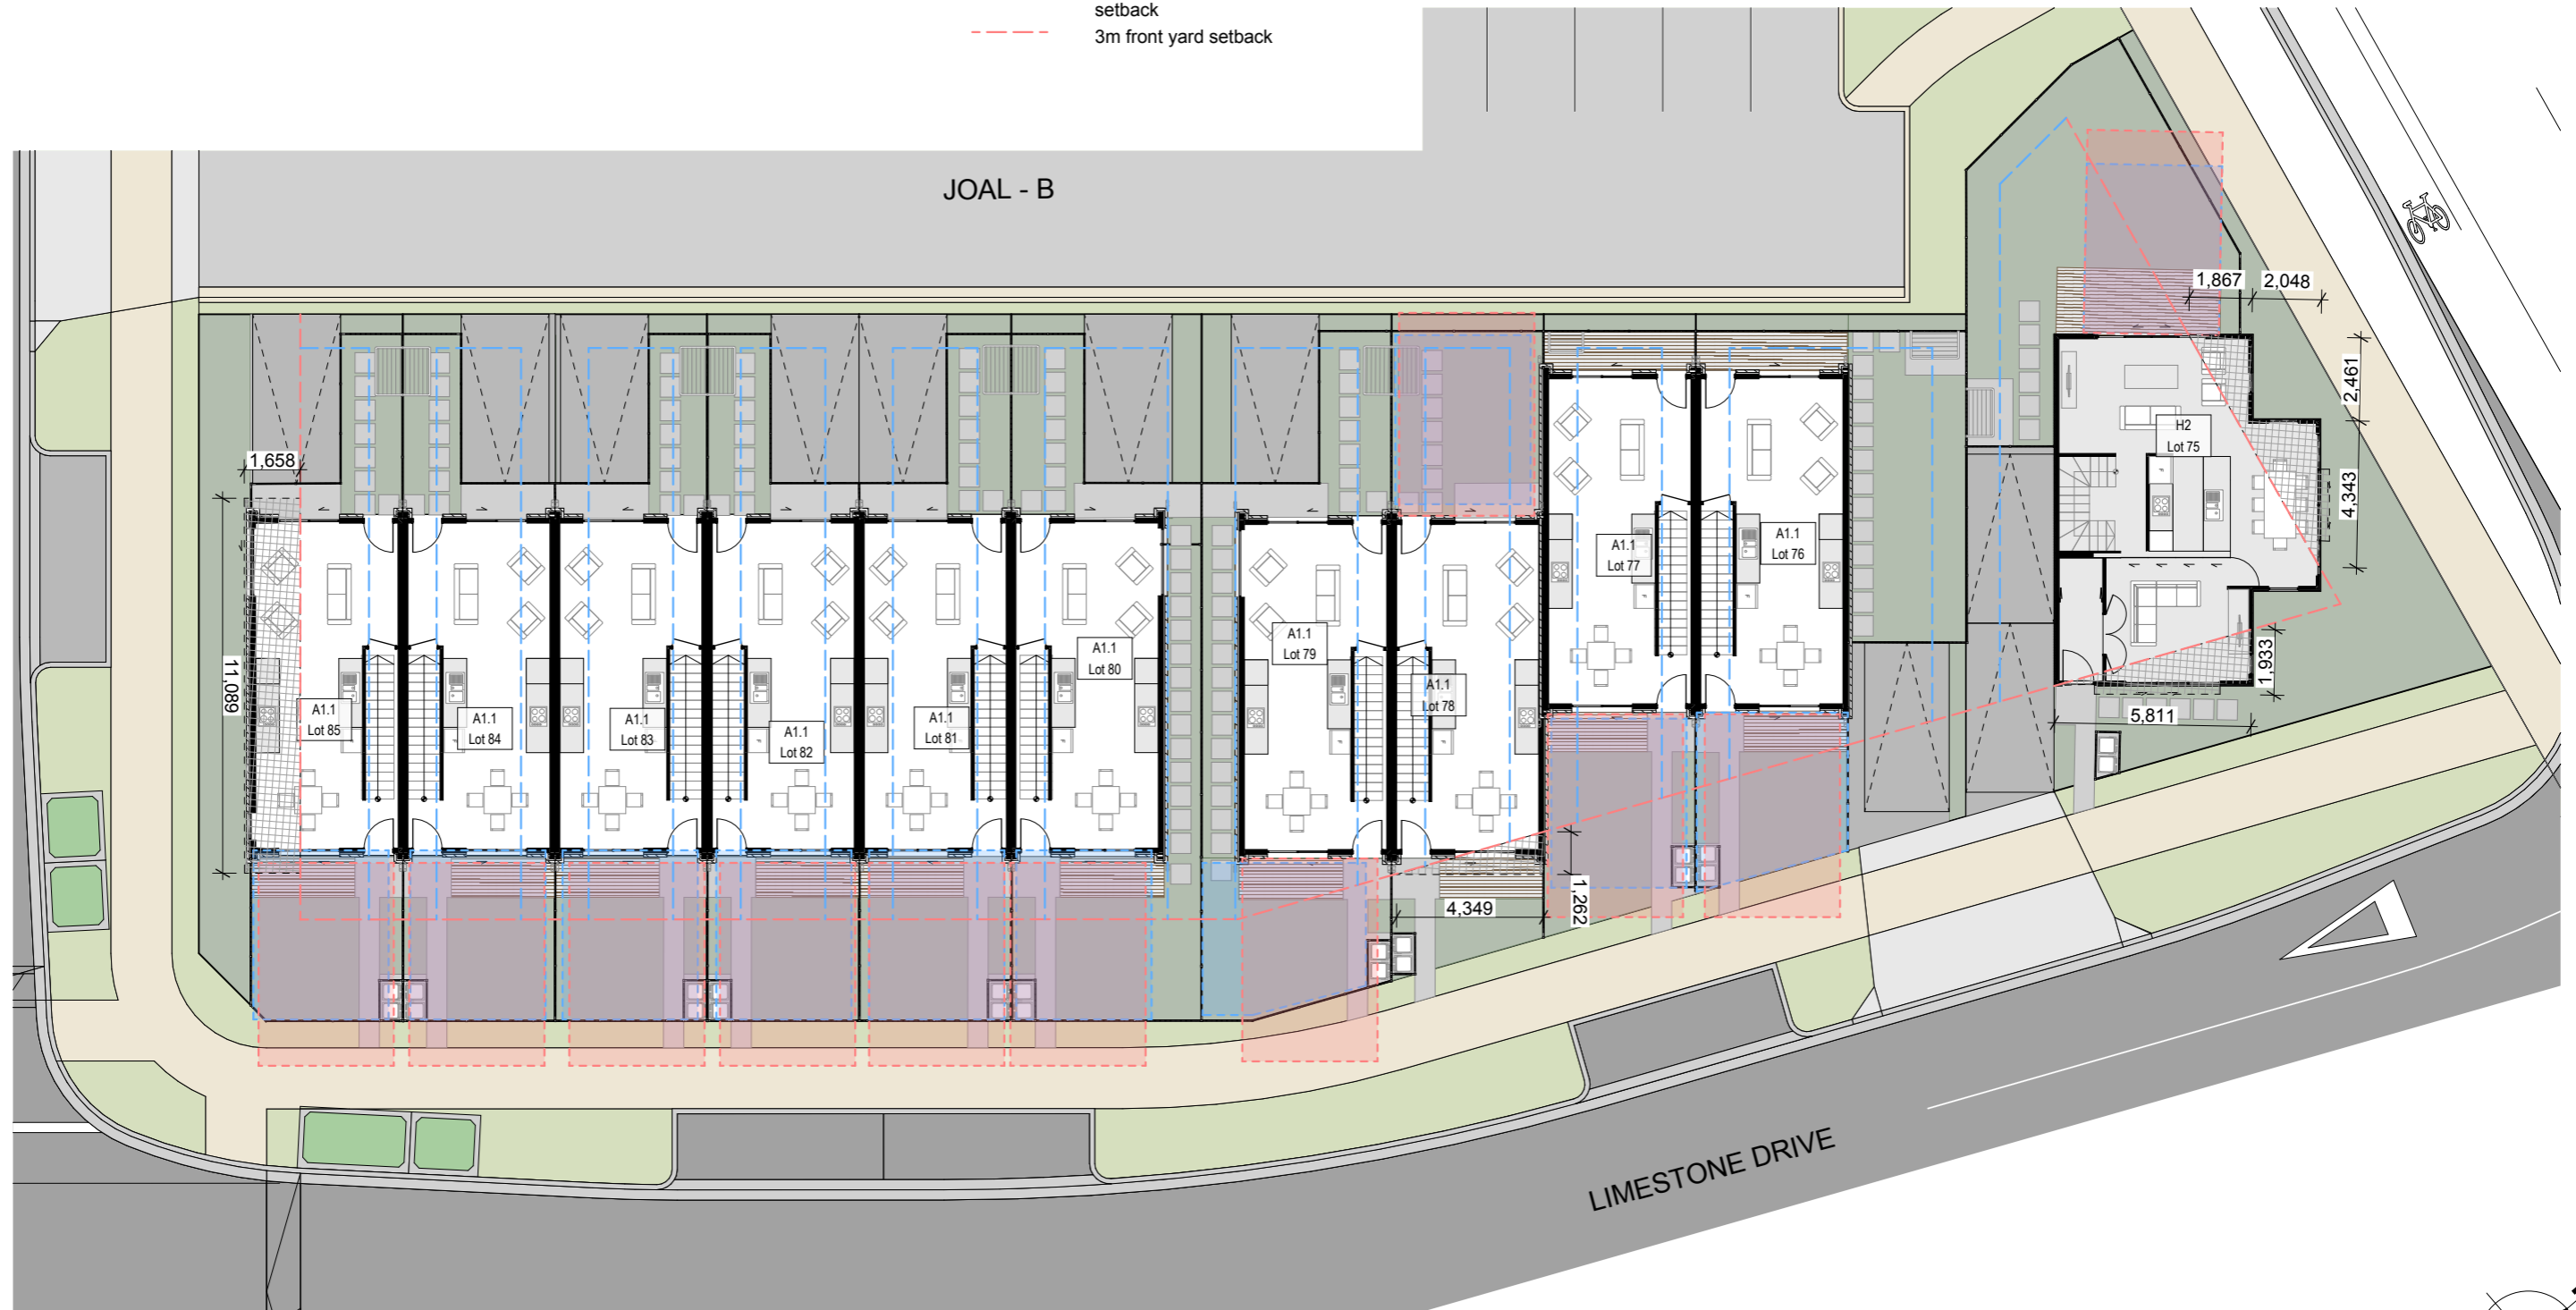 setback
3m front yard setback
JOAL - B
1,867
2,048
2,461
H2
Lot 75
4,343
1,658
A1.1
Lot 76
A1.1
Lot 77
A1.1
Lot 79
A1.1
Lot 80
A1.1
Lot 78
11,089
A1.1
Lot 85
A1.1
Lot 84
A1.1
Lot 83
A1.1
Lot 82
A1.1
Lot 81
1,933
5,811
4,349
1,262
LIMESTONE DRIVE